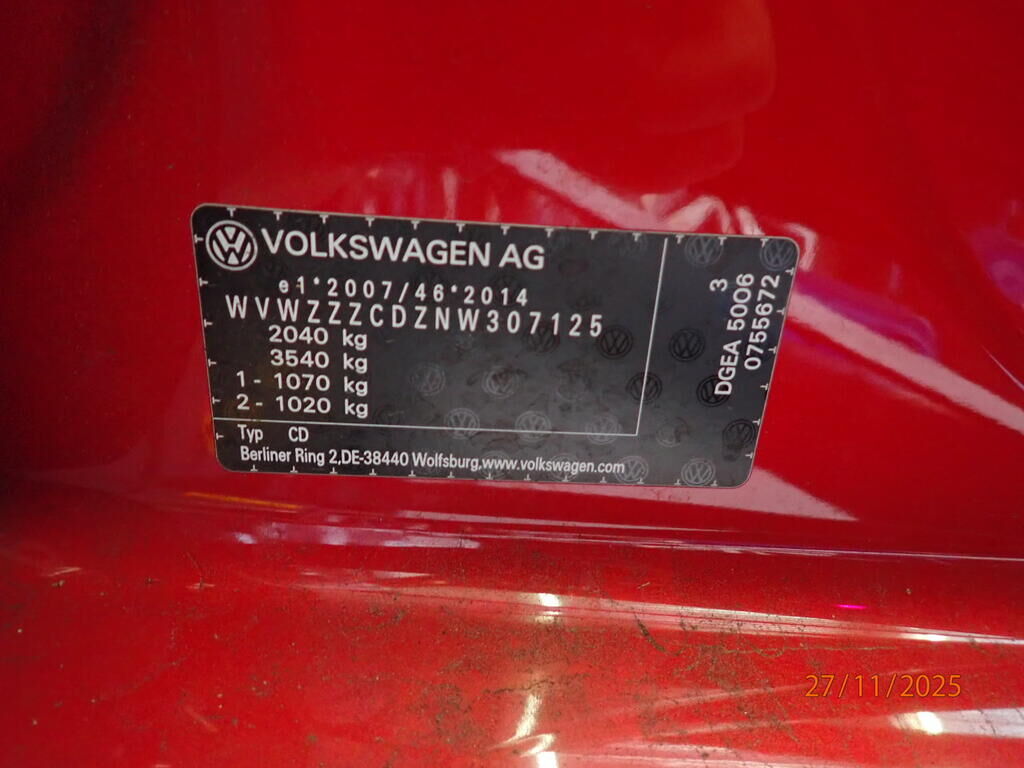 VOLKSWAGEN AG
e1*2007/46*2014
WVWZZZCDZNW307125
2040 kg
3540 kg
1 - 1070 kg
2 - 1020 kg
Typ CD
Berliner Ring 2,DE-38440 Wolfsburg,www.volkswagen.com
3
DGEA 5006
0755672
27/11/2025